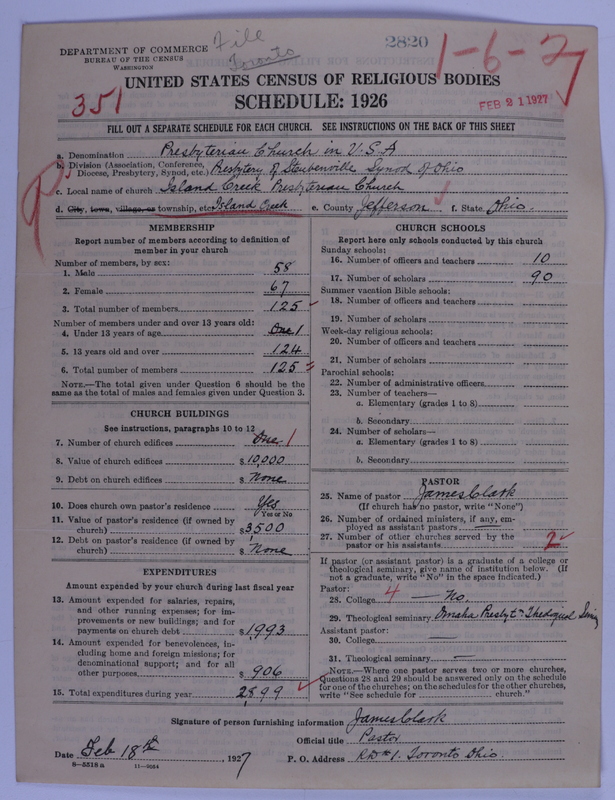 File
Toronto
2820
1-6-27
DEPARTMENT OF COMMERCE
BUREAU OF THE CENSUS
WASHINGTON
UNITED STATES CENSUS OF RELIGIOUS BODIES
351
SCHEDULE: 1926
FEB 21 1927
FILL OUT A SEPARATE SCHEDULE FOR EACH CHURCH. SEE INSTRUCTIONS ON THE BACK OF THIS SHEET
a. Denomination Presbyterian Church in U.S.A
b. Division (Association, Conference, Diocese, Presbytery, Synod, etc.) Presbytery of Steubenville Synod of Ohio
c. Local name of church Island Creek Presbyterian Church
d. City, town, village, or township, etc. Island Creek e. County Jefferson f. State Ohio.
MEMBERSHIP
Report number of members according to definition of
member in your church
Number of members, by sex:
1. Male 58
2. Female 67
3. Total number of members 125
Number of members under and over 13 years old:
4. Under 13 years of age One 1
5. 13 years old and over 124
6. Total number of members 125
NOTE.—The total given under Question 6 should be the
same as the total of males and females given under Question 3.
CHURCH BUILDINGS
See instructions, paragraphs 10 to 12
7. Number of church edifices One 1
8. Value of church edifices $10,000
9. Debt on church edifices $ None
10. Does church own pastor's residence Yes
Yes or No
11. Value of pastor's residence (if owned by
church) $3500
12. Debt on pastor's residence (if owned by
church) $ None
EXPENDITURES
Amount expended by your church during last fiscal year
13. Amount expended for salaries, repairs,
and other running expenses; for im-
provements or new buildings; and for
payments on church debt $1,993
14. Amount expended for benevolences, in-
cluding home and foreign missions; for
denominational support; and for all
other purposes $ 906
15. Total expenditures during year 2899
CHURCH SCHOOLS
Report here only schools conducted by this church
Sunday schools:
16. Number of officers and teachers 10
17. Number of scholars 90
Summer vacation Bible schools:
18. Number of officers and teachers
19. Number of scholars
Week-day religious schools:
20. Number of officers and teachers
21. Number of scholars
Parochial schools:
22. Number of administrative officers
23. Number of teachers—
a. Elementary (grades 1 to 8)
b. Secondary
24. Number of scholars—
a. Elementary (grades 1 to 8)
b. Secondary
PASTOR
25. Name of pastor James Clark
(If church has no pastor, write "None")
26. Number of ordained ministers, if any, em-
ployed as assistant pastors —
27. Number of other churches served by the
pastor or his assistants 2
If pastor (or assistant pastor) is a graduate of a college or
theological seminary, give name of institution below. (If
not a graduate, write "No" in the space indicated.)
Pastor:
28. College 4 — No.
29. Theological seminary Omaha Presbyt
Assistant pastor:
30. College —
31. Theological seminary —
NOTE.—Where one pastor serves two or more churches,
Questions 28 and 29 should be answered only on the schedule
for one of the churches; on the schedules for the other churches,
write "See schedule for ............ church."
Signature of person furnishing information James Clark
Official title Pastor
Date Feb 18th, 1927 P. O. Address R.D #1. Toronto Ohio
8—5518 a 11—9054